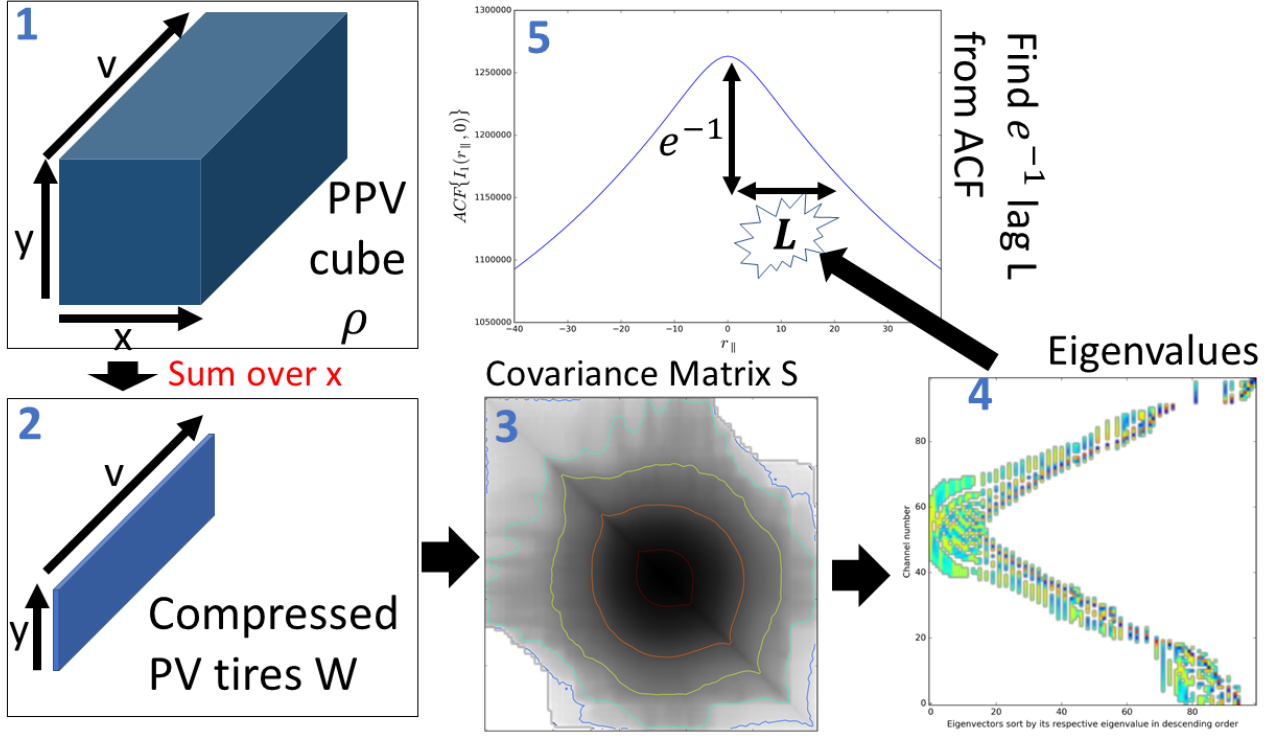 1
v
y
x
PPV
cube
ρ
Sum over x
2
v
y
Compressed
PV tires W
Covariance Matrix S
3
Eigenvalues
4
Channel number
80
60
40
20
0
0 20 40 60 80
Eigenvectors sort by its respective eigenvalue in descending order
5
ACF{I₁(r∥, 0)}
1300000
1250000
1200000
1150000
1100000
1050000
−40 −30 −20 −10 0 10 20 30
r∥
e⁻¹
L
Find e⁻¹ lag L
from ACF